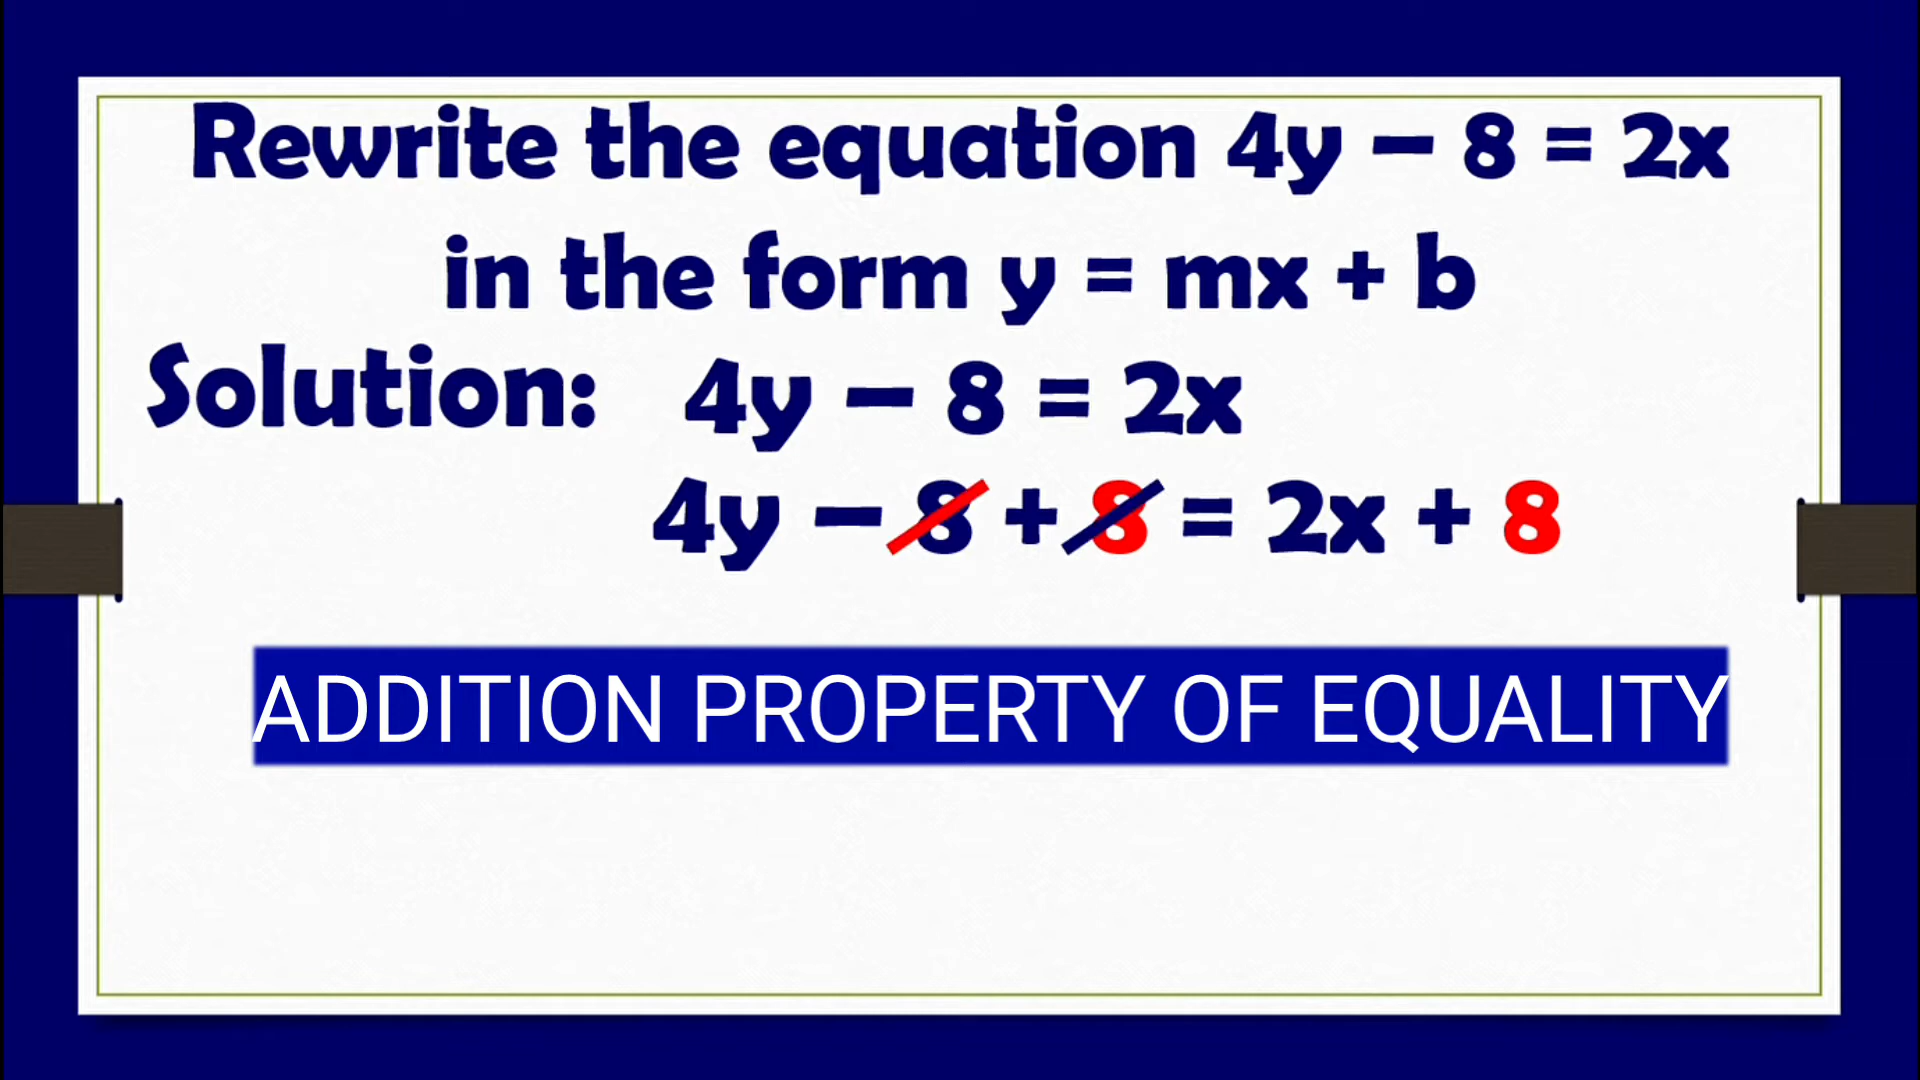 Rewrite the equation 4y – 8 = 2x
in the form y = mx + b
Solution: 4y – 8 = 2x
4y – 8 + 8 = 2x + 8
ADDITION PROPERTY OF EQUALITY